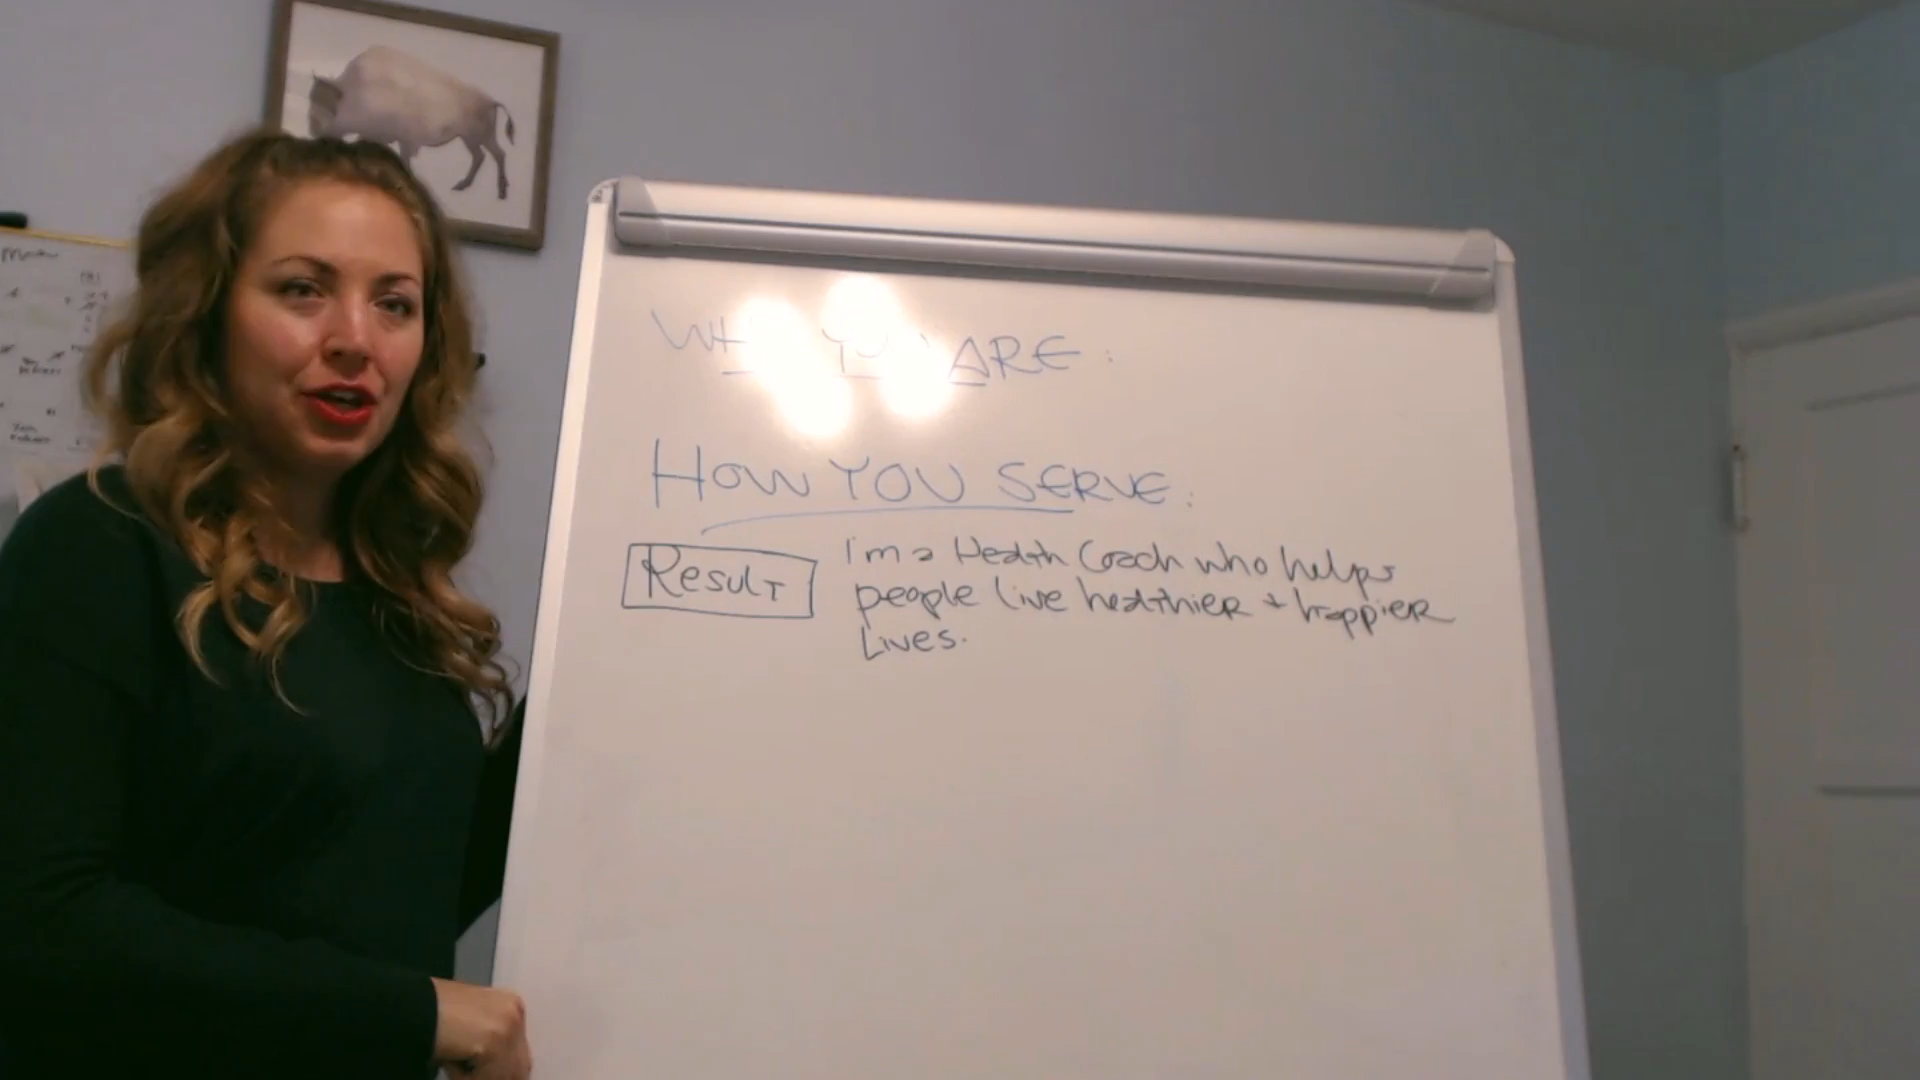 WHO YOU ARE:
HOW YOU SERVE:
RESULT
I'm a Health Coach who helps
people live healthier + happier
Lives.